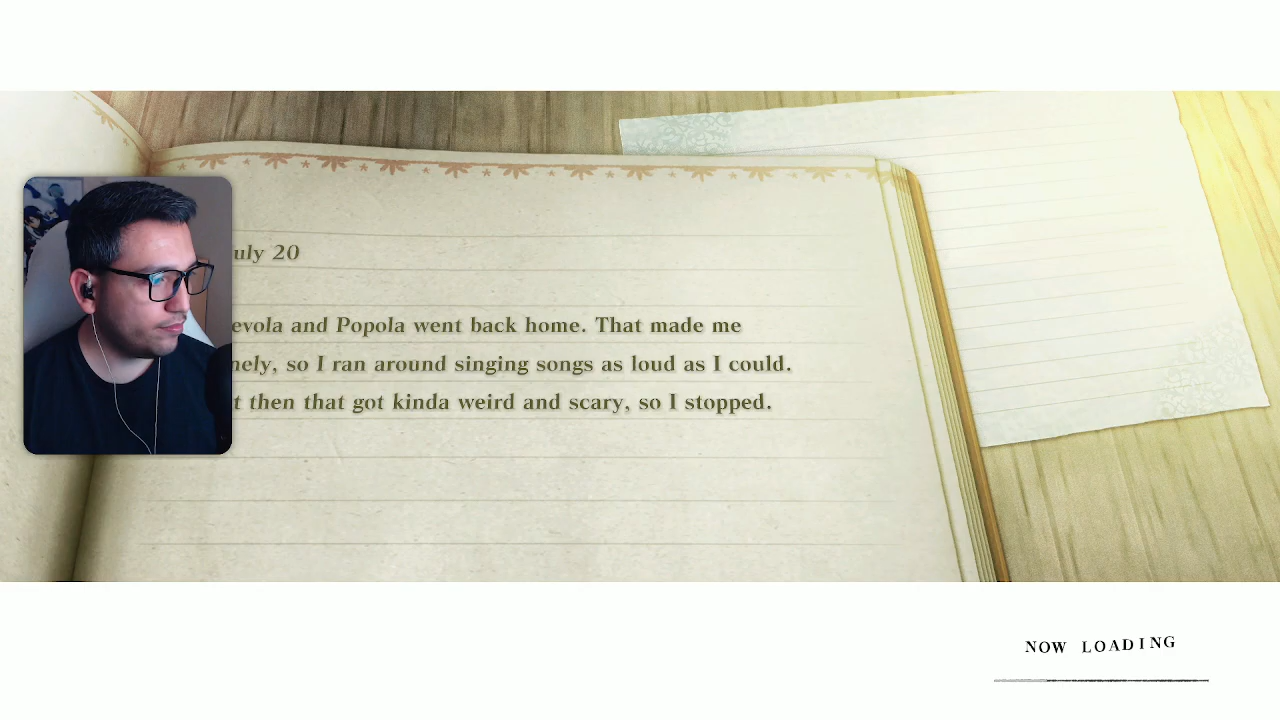 uly 20
evola and Popola went back home. That made me
nely, so I ran around singing songs as loud as I could.
t then that got kinda weird and scary, so I stopped.
NOW LOADING